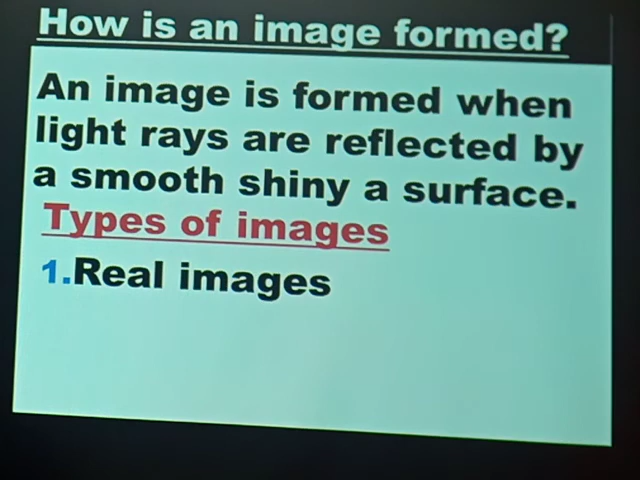 How is an image formed?
An image is formed when
light rays are reflected by
a smooth shiny a surface.
Types of images
1.Real images